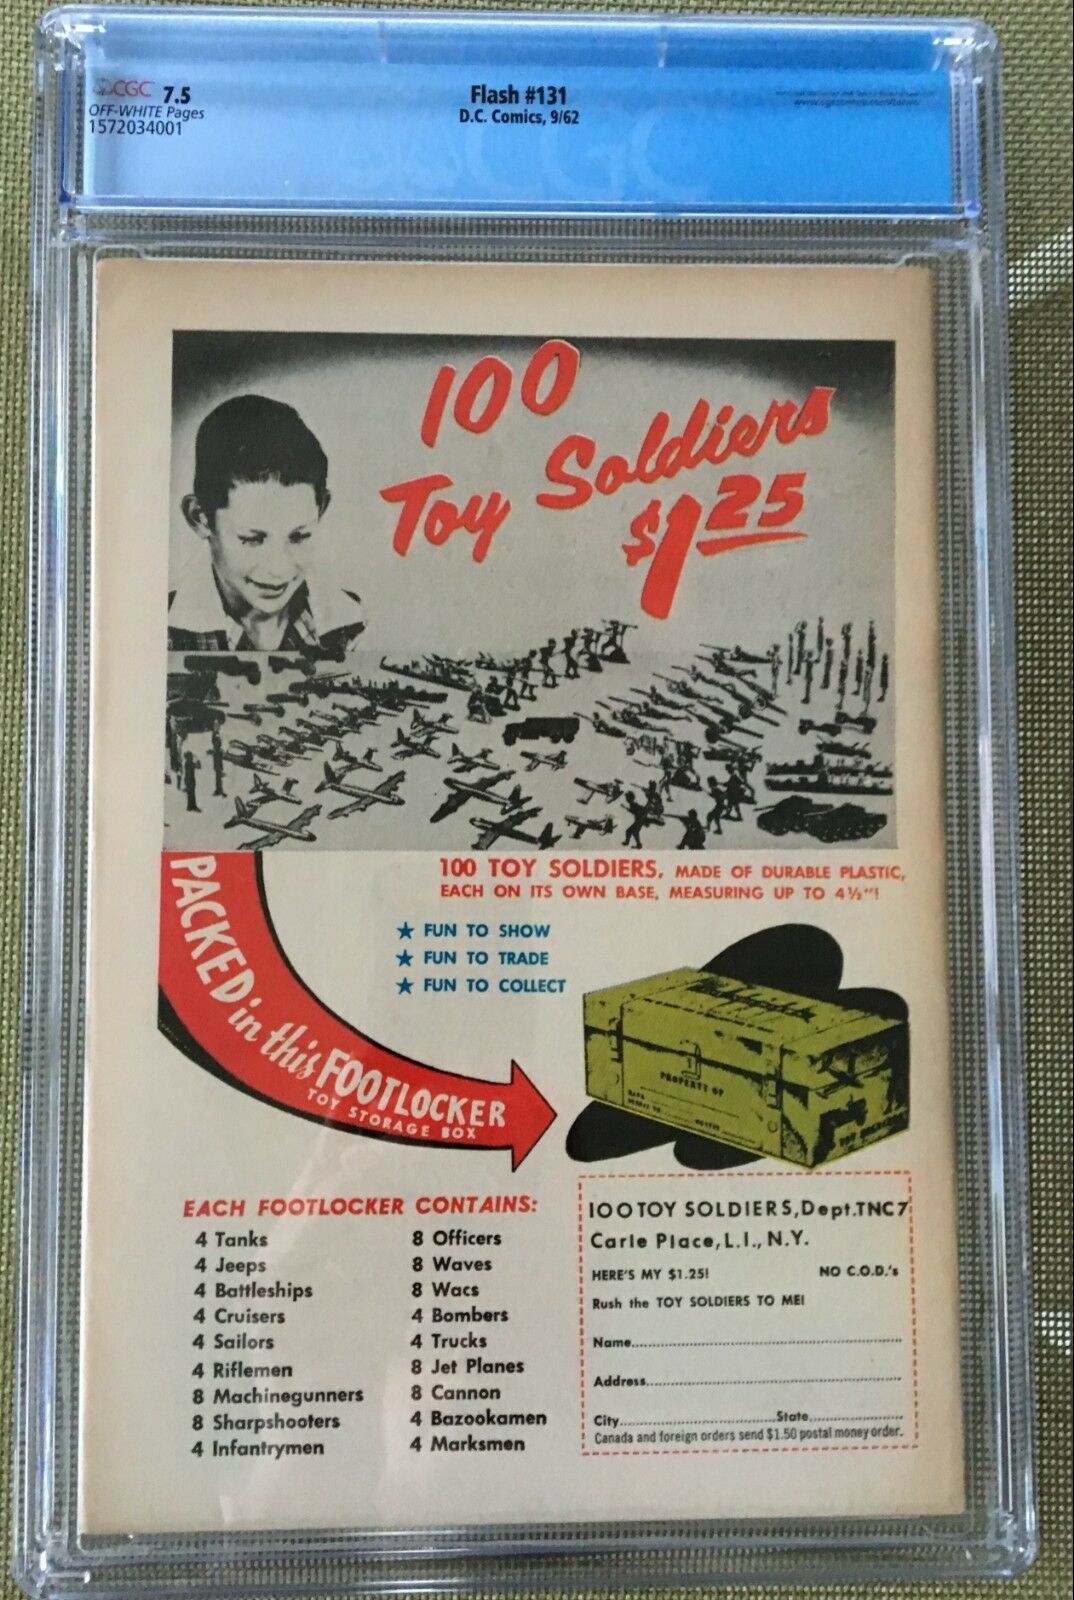 CGC 7.5
OFF-WHITE Pages
1572034001
Flash #131
D.C. Comics, 9/62
CGC
100
Toy Soldiers
$1.25
100 TOY SOLDIERS, MADE OF DURABLE PLASTIC,
EACH ON ITS OWN BASE, MEASURING UP TO 4½"!
★ FUN TO SHOW
★ FUN TO TRADE
★ FUN TO COLLECT
PACKED in this FOOTLOCKER
TOY STORAGE BOX
PROPERTY OF
EACH FOOTLOCKER CONTAINS:
4 Tanks
4 Jeeps
4 Battleships
4 Cruisers
4 Sailors
4 Riflemen
8 Machinegunners
8 Sharpshooters
4 Infantrymen
8 Officers
8 Waves
8 Wacs
4 Bombers
4 Trucks
8 Jet Planes
8 Cannon
4 Bazookamen
4 Marksmen
100 TOY SOLDIERS, Dept. TNC7
Carle Place, L.I., N.Y.
HERE'S MY $1.25! NO C.O.D.'s
Rush the TOY SOLDIERS TO ME!
Name
Address
City State
Canada and foreign orders send $1.50 postal money order.